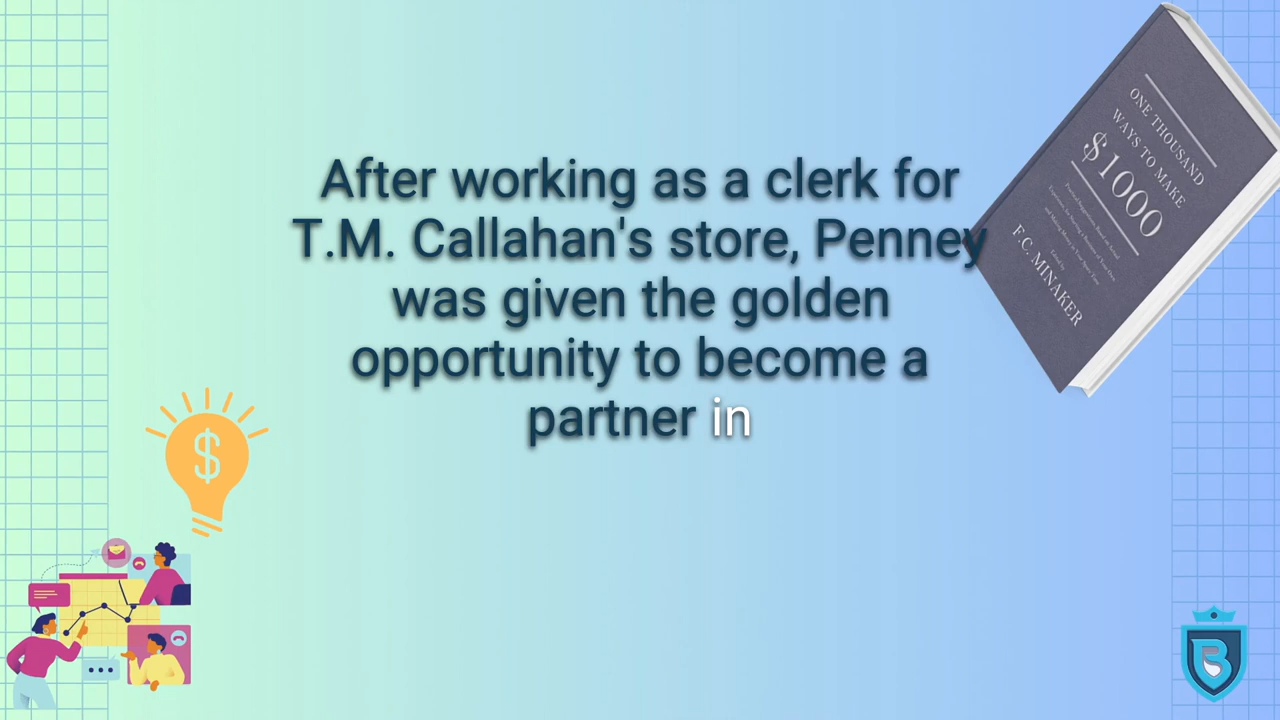 After working as a clerk for
T.M. Callahan's store, Penney
was given the golden
opportunity to become a
partner in
ONE THOUSAND
WAYS TO MAKE
$1000
F.C. MINAKER
$
B